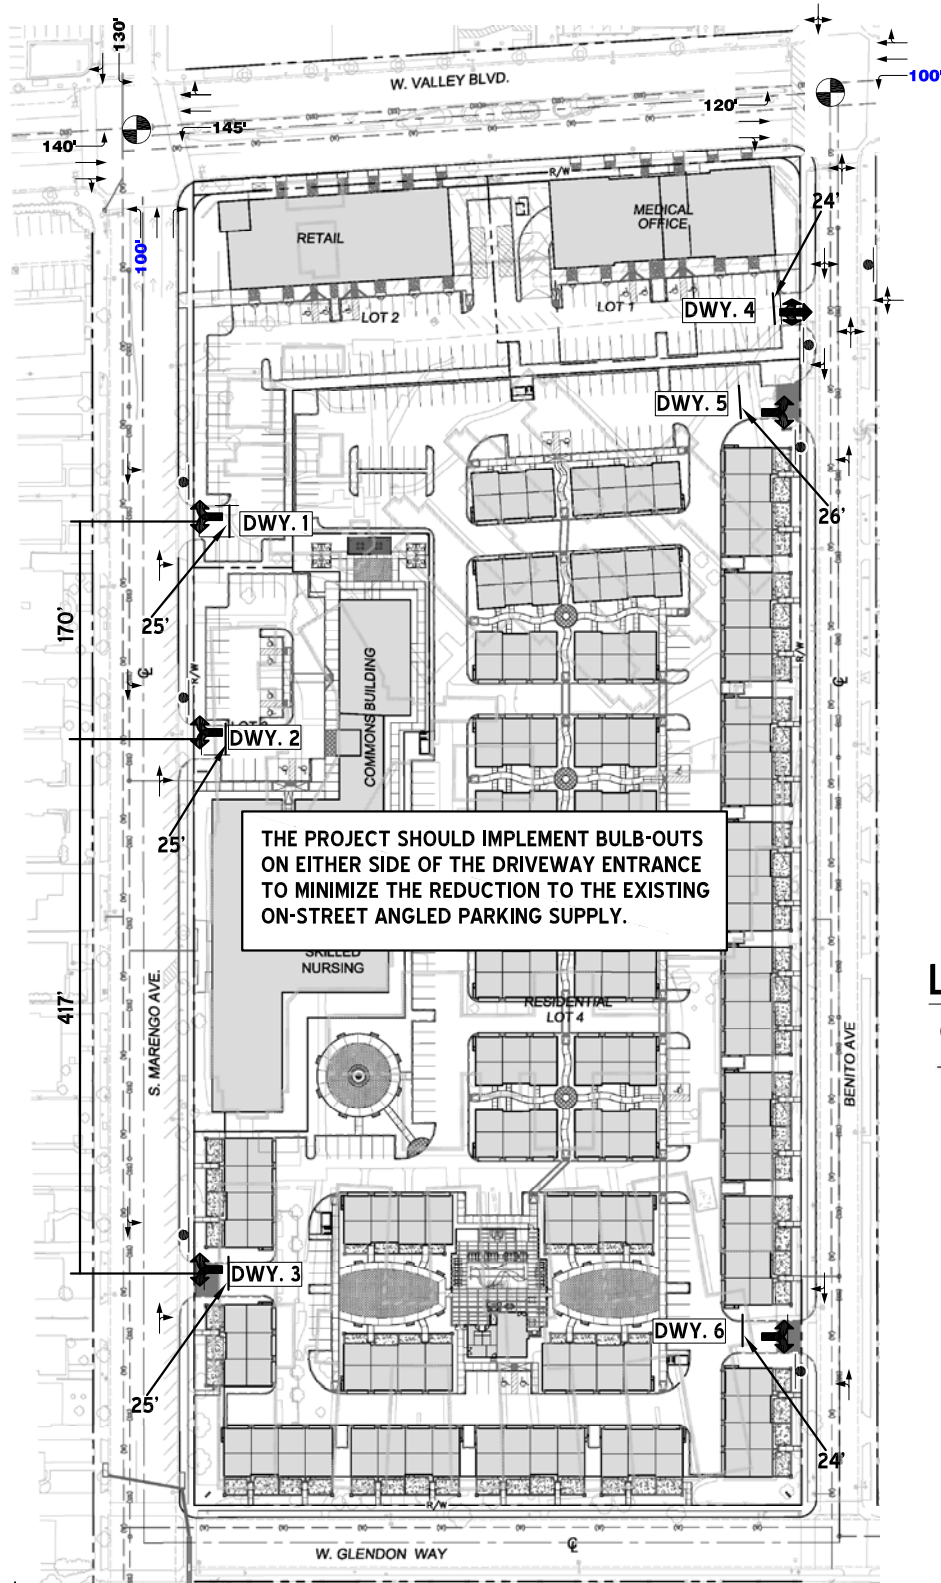 130'
W. VALLEY BLVD.
100'
120'
145'
140'
R/W
24'
MEDICAL
OFFICE
RETAIL
100'
LOT 1
DWY. 4
LOT 2
DWY. 5
26'
DWY. 1
25'
170'
COMMONS BUILDING
R/W
R/W
℄
℄
DWY. 2
25'
THE PROJECT SHOULD IMPLEMENT BULB-OUTS
ON EITHER SIDE OF THE DRIVEWAY ENTRANCE
TO MINIMIZE THE REDUCTION TO THE EXISTING
ON-STREET ANGLED PARKING SUPPLY.
SKILLED
NURSING
RESIDENTIAL
LOT 4
417'
S. MARENGO AVE.
BENITO AVE
L
DWY. 3
DWY. 6
25'
24'
R/W
W. GLENDON WAY
℄